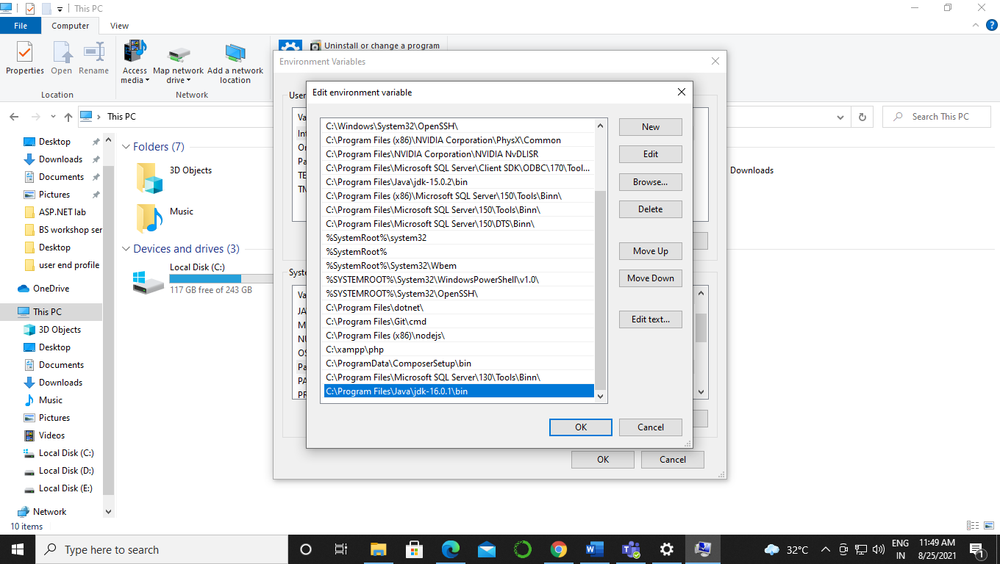 This PC
File
Computer
View
Properties
Open
Rename
Access media
Map network drive
Add a network location
Uninstall or change a program
Location
Network
This PC
Search This PC
Desktop
Downloads
Documents
Pictures
ASP.NET lab
BS workshop ser
Desktop
user end profile
OneDrive
This PC
3D Objects
Desktop
Documents
Downloads
Music
Pictures
Videos
Local Disk (C:)
Local Disk (D:)
Local Disk (E:)
Network
10 items
Folders (7)
3D Objects
Music
Downloads
Devices and drives (3)
Local Disk (C:)
117 GB free of 243 GB
Environment Variables
User
Va
Int
On
Pa
TE
TM
Syste
Va
JA
M
NU
OS
Pa
PA
PR
OK
Cancel
Edit environment variable
C:\Windows\System32\OpenSSH\
C:\Program Files (x86)\NVIDIA Corporation\PhysX\Common
C:\Program Files\NVIDIA Corporation\NVIDIA NvDLISR
C:\Program Files\Microsoft SQL Server\Client SDK\ODBC\170\Tool...
C:\Program Files\Java\jdk-15.0.2\bin
C:\Program Files (x86)\Microsoft SQL Server\150\Tools\Binn\
C:\Program Files\Microsoft SQL Server\150\Tools\Binn\
C:\Program Files\Microsoft SQL Server\150\DTS\Binn\
%SystemRoot%\system32
%SystemRoot%
%SystemRoot%\System32\Wbem
%SYSTEMROOT%\System32\WindowsPowerShell\v1.0\
%SYSTEMROOT%\System32\OpenSSH\
C:\Program Files\dotnet\
C:\Program Files\Git\cmd
C:\Program Files (x86)\nodejs\
C:\xampp\php
C:\ProgramData\ComposerSetup\bin
C:\Program Files\Microsoft SQL Server\130\Tools\Binn\
C:\Program Files\Java\jdk-16.0.1\bin
New
Edit
Browse...
Delete
Move Up
Move Down
Edit text...
OK
Cancel
Type here to search
32°C
ENG
IN
11:49 AM
8/25/2021
1